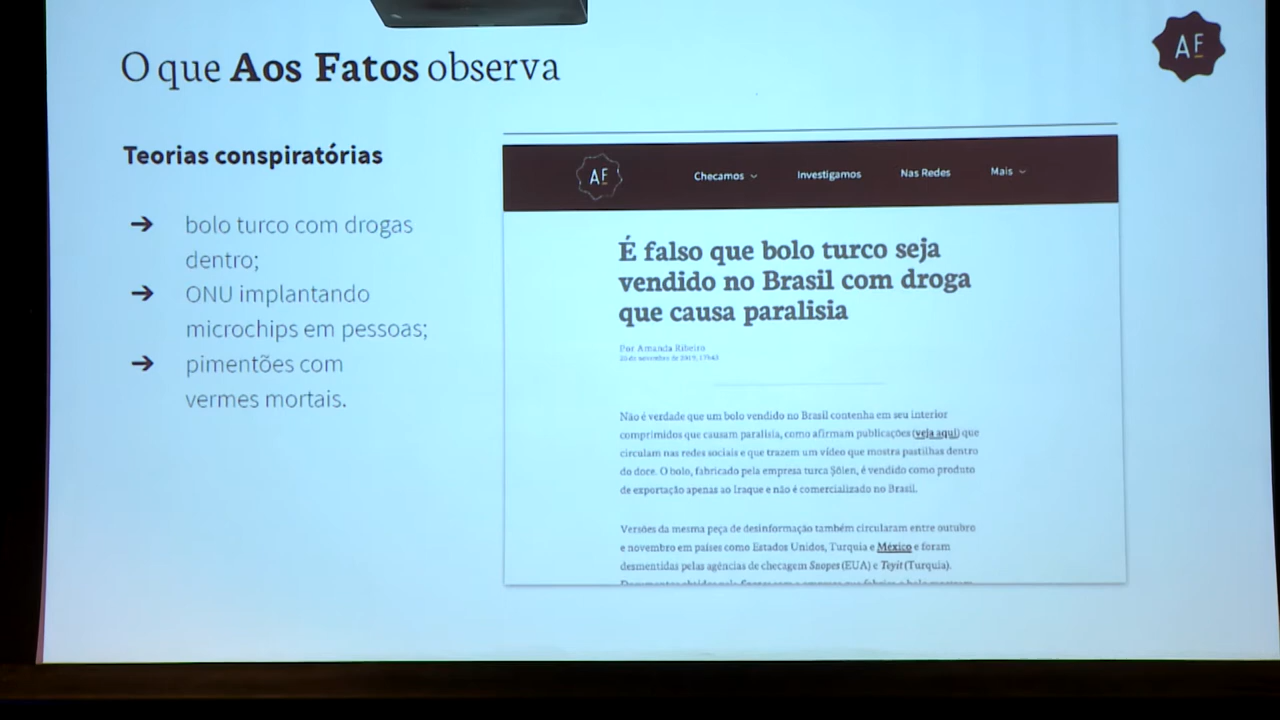 O que Aos Fatos observa
AF
Teorias conspiratórias
➔ bolo turco com drogas
dentro;
➔ ONU implantando
microchips em pessoas;
➔ pimentões com
vermes mortais.
AF
Checamos
Investigamos
Nas Redes
Mais
É falso que bolo turco seja
vendido no Brasil com droga
que causa paralisia
Por Amanda Ribeiro
Não é verdade que um bolo vendido no Brasil contenha em seu interior
comprimidos que causam paralisia, como afirmam publicações (veja aqui) que
circulam nas redes sociais e que trazem um vídeo que mostra pastilhas dentro
do doce. O bolo, fabricado pela empresa turca Şölen, é vendido como produto
de exportação apenas ao Iraque e não é comercializado no Brasil.
Versões da mesma peça de desinformação também circularam entre outubro
e novembro em países como Estados Unidos, Turquia e México e foram
desmentidas pelas agências de checagem Snopes (EUA) e Teyit (Turquia).